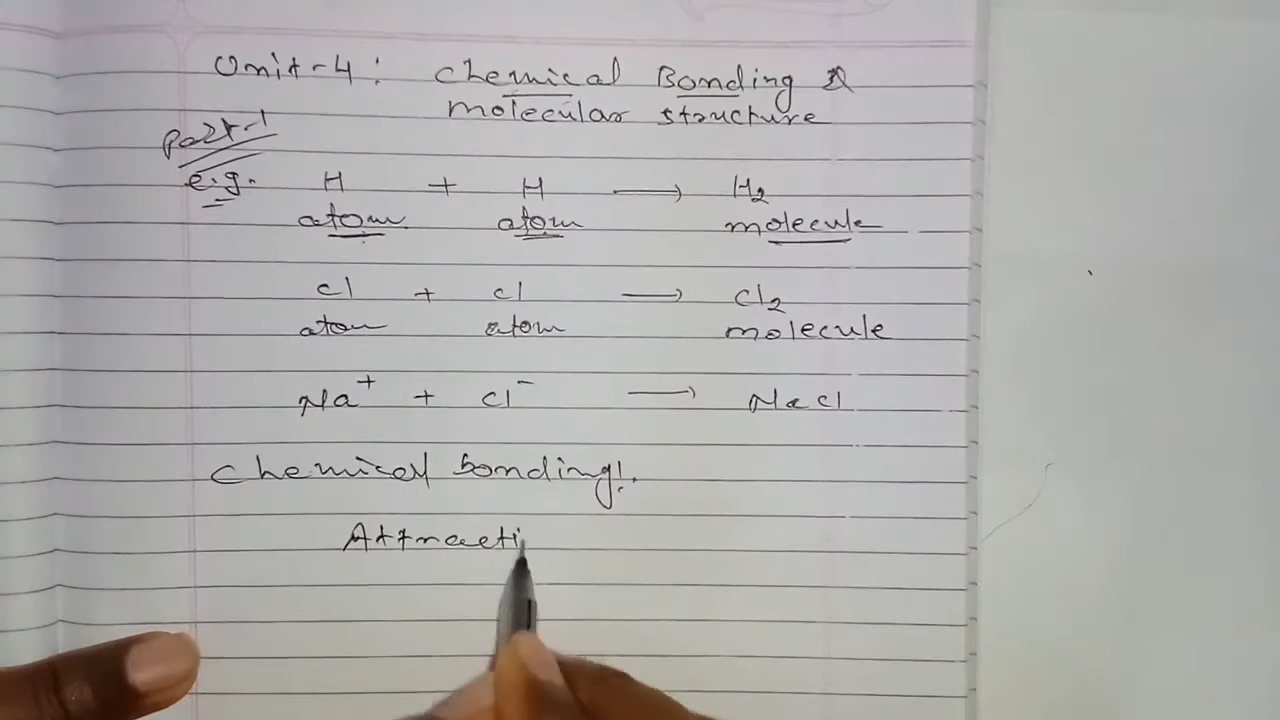 Unit-4: Chemical Bonding &
molecular structure
Part-1
e.g. H + H → H₂
atom atom molecule
Cl + Cl → Cl₂
atom atom molecule
Na⁺ + Cl⁻ → NaCl
Chemical bonding:.
Attracti